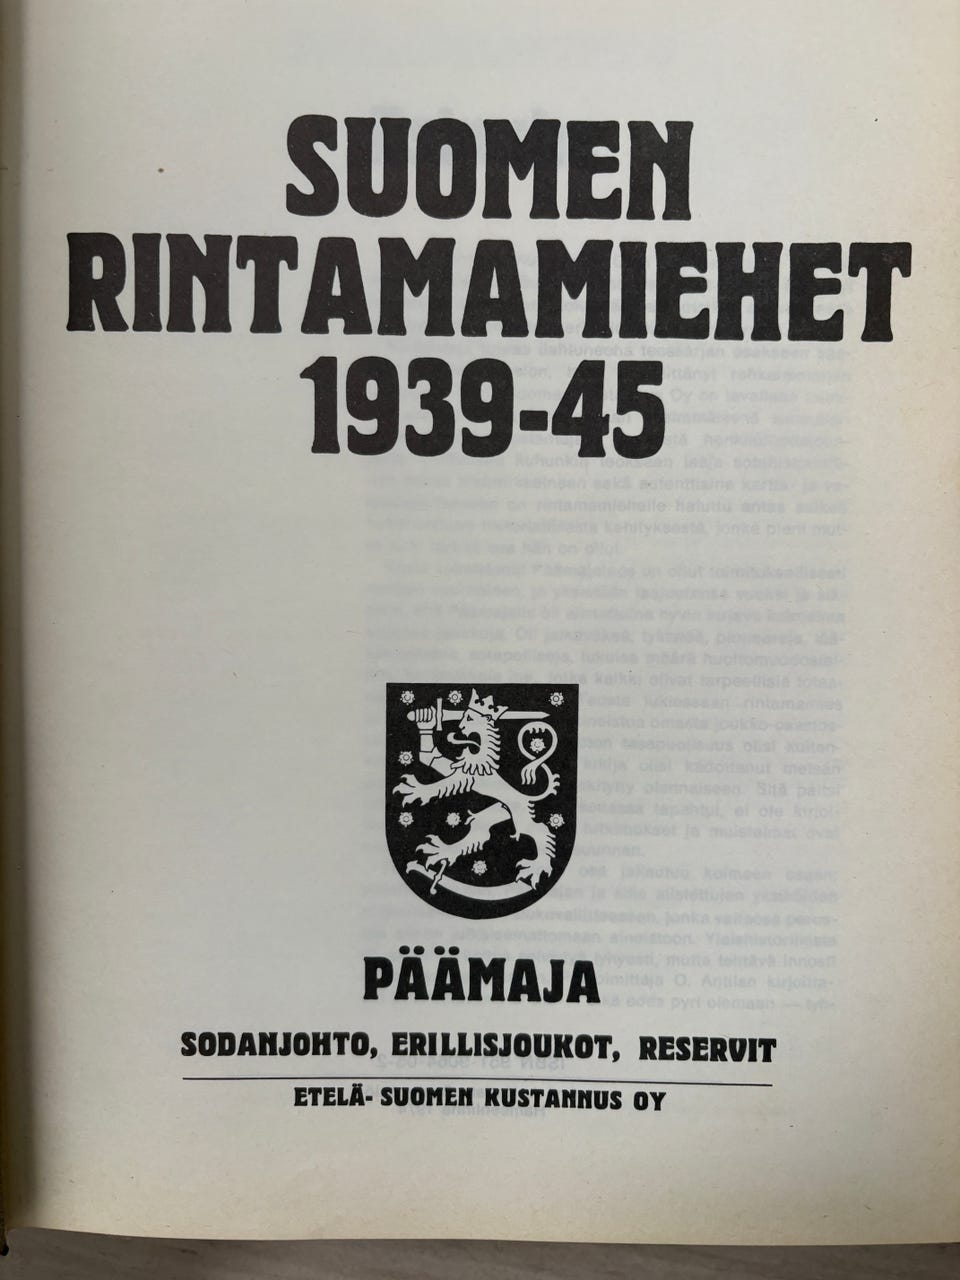 SUOMEN
RINTAMAMIEHET
1939-45
PÄÄMAJA
SODANJOHTO, ERILLISJOUKOT, RESERVIT
ETELÄ- SUOMEN KUSTANNUS OY